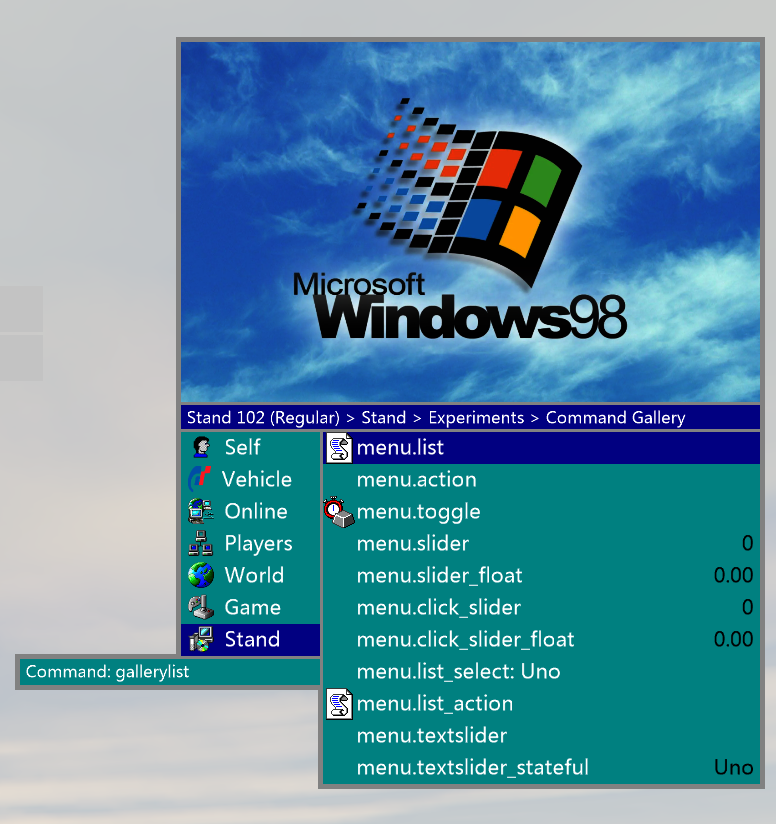 Microsoft
Windows98
Stand 102 (Regular) > Stand > Experiments > Command Gallery
Self
Vehicle
Online
Players
World
Game
Stand
Command: gallerylist
menu.list
menu.action
menu.toggle
menu.slider 0
menu.slider_float 0.00
menu.click_slider 0
menu.click_slider_float 0.00
menu.list_select: Uno
menu.list_action
menu.textslider
menu.textslider_stateful Uno